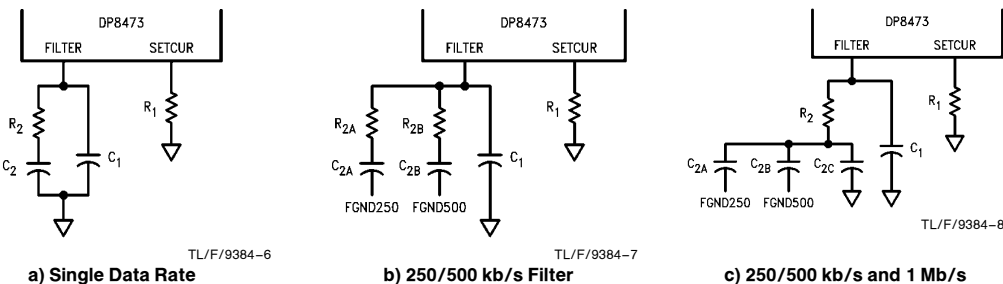 DP8473
FILTER SETCUR
R2 C2 C1 R1
TL/F/9384–6
a) Single Data Rate
DP8473
FILTER SETCUR
R2A R2B R1
C2A C2B C1
FGND250 FGND500
TL/F/9384–7
b) 250/500 kb/s Filter
DP8473
FILTER SETCUR
R2 R1
C2A C2B C2C C1
FGND250 FGND500
TL/F/9384–8
c) 250/500 kb/s and 1 Mb/s